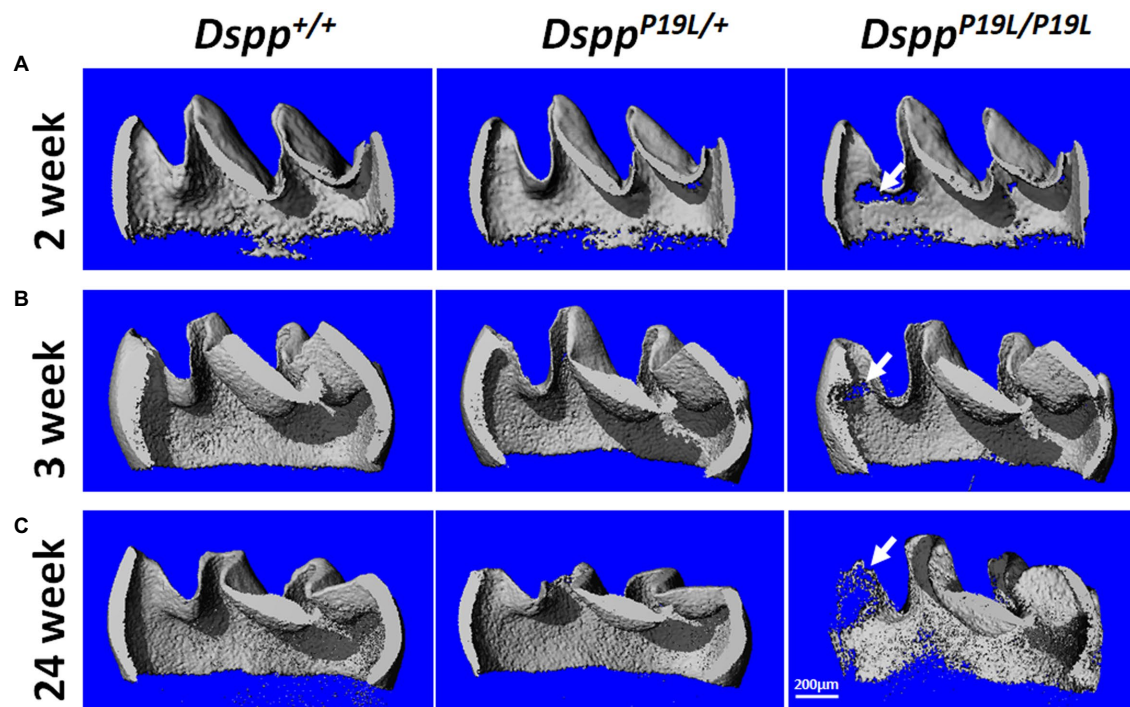 Dspp+/+ DsppP19L/+ DsppP19L/P19L
A
2 week
B
3 week
C
24 week
200μm